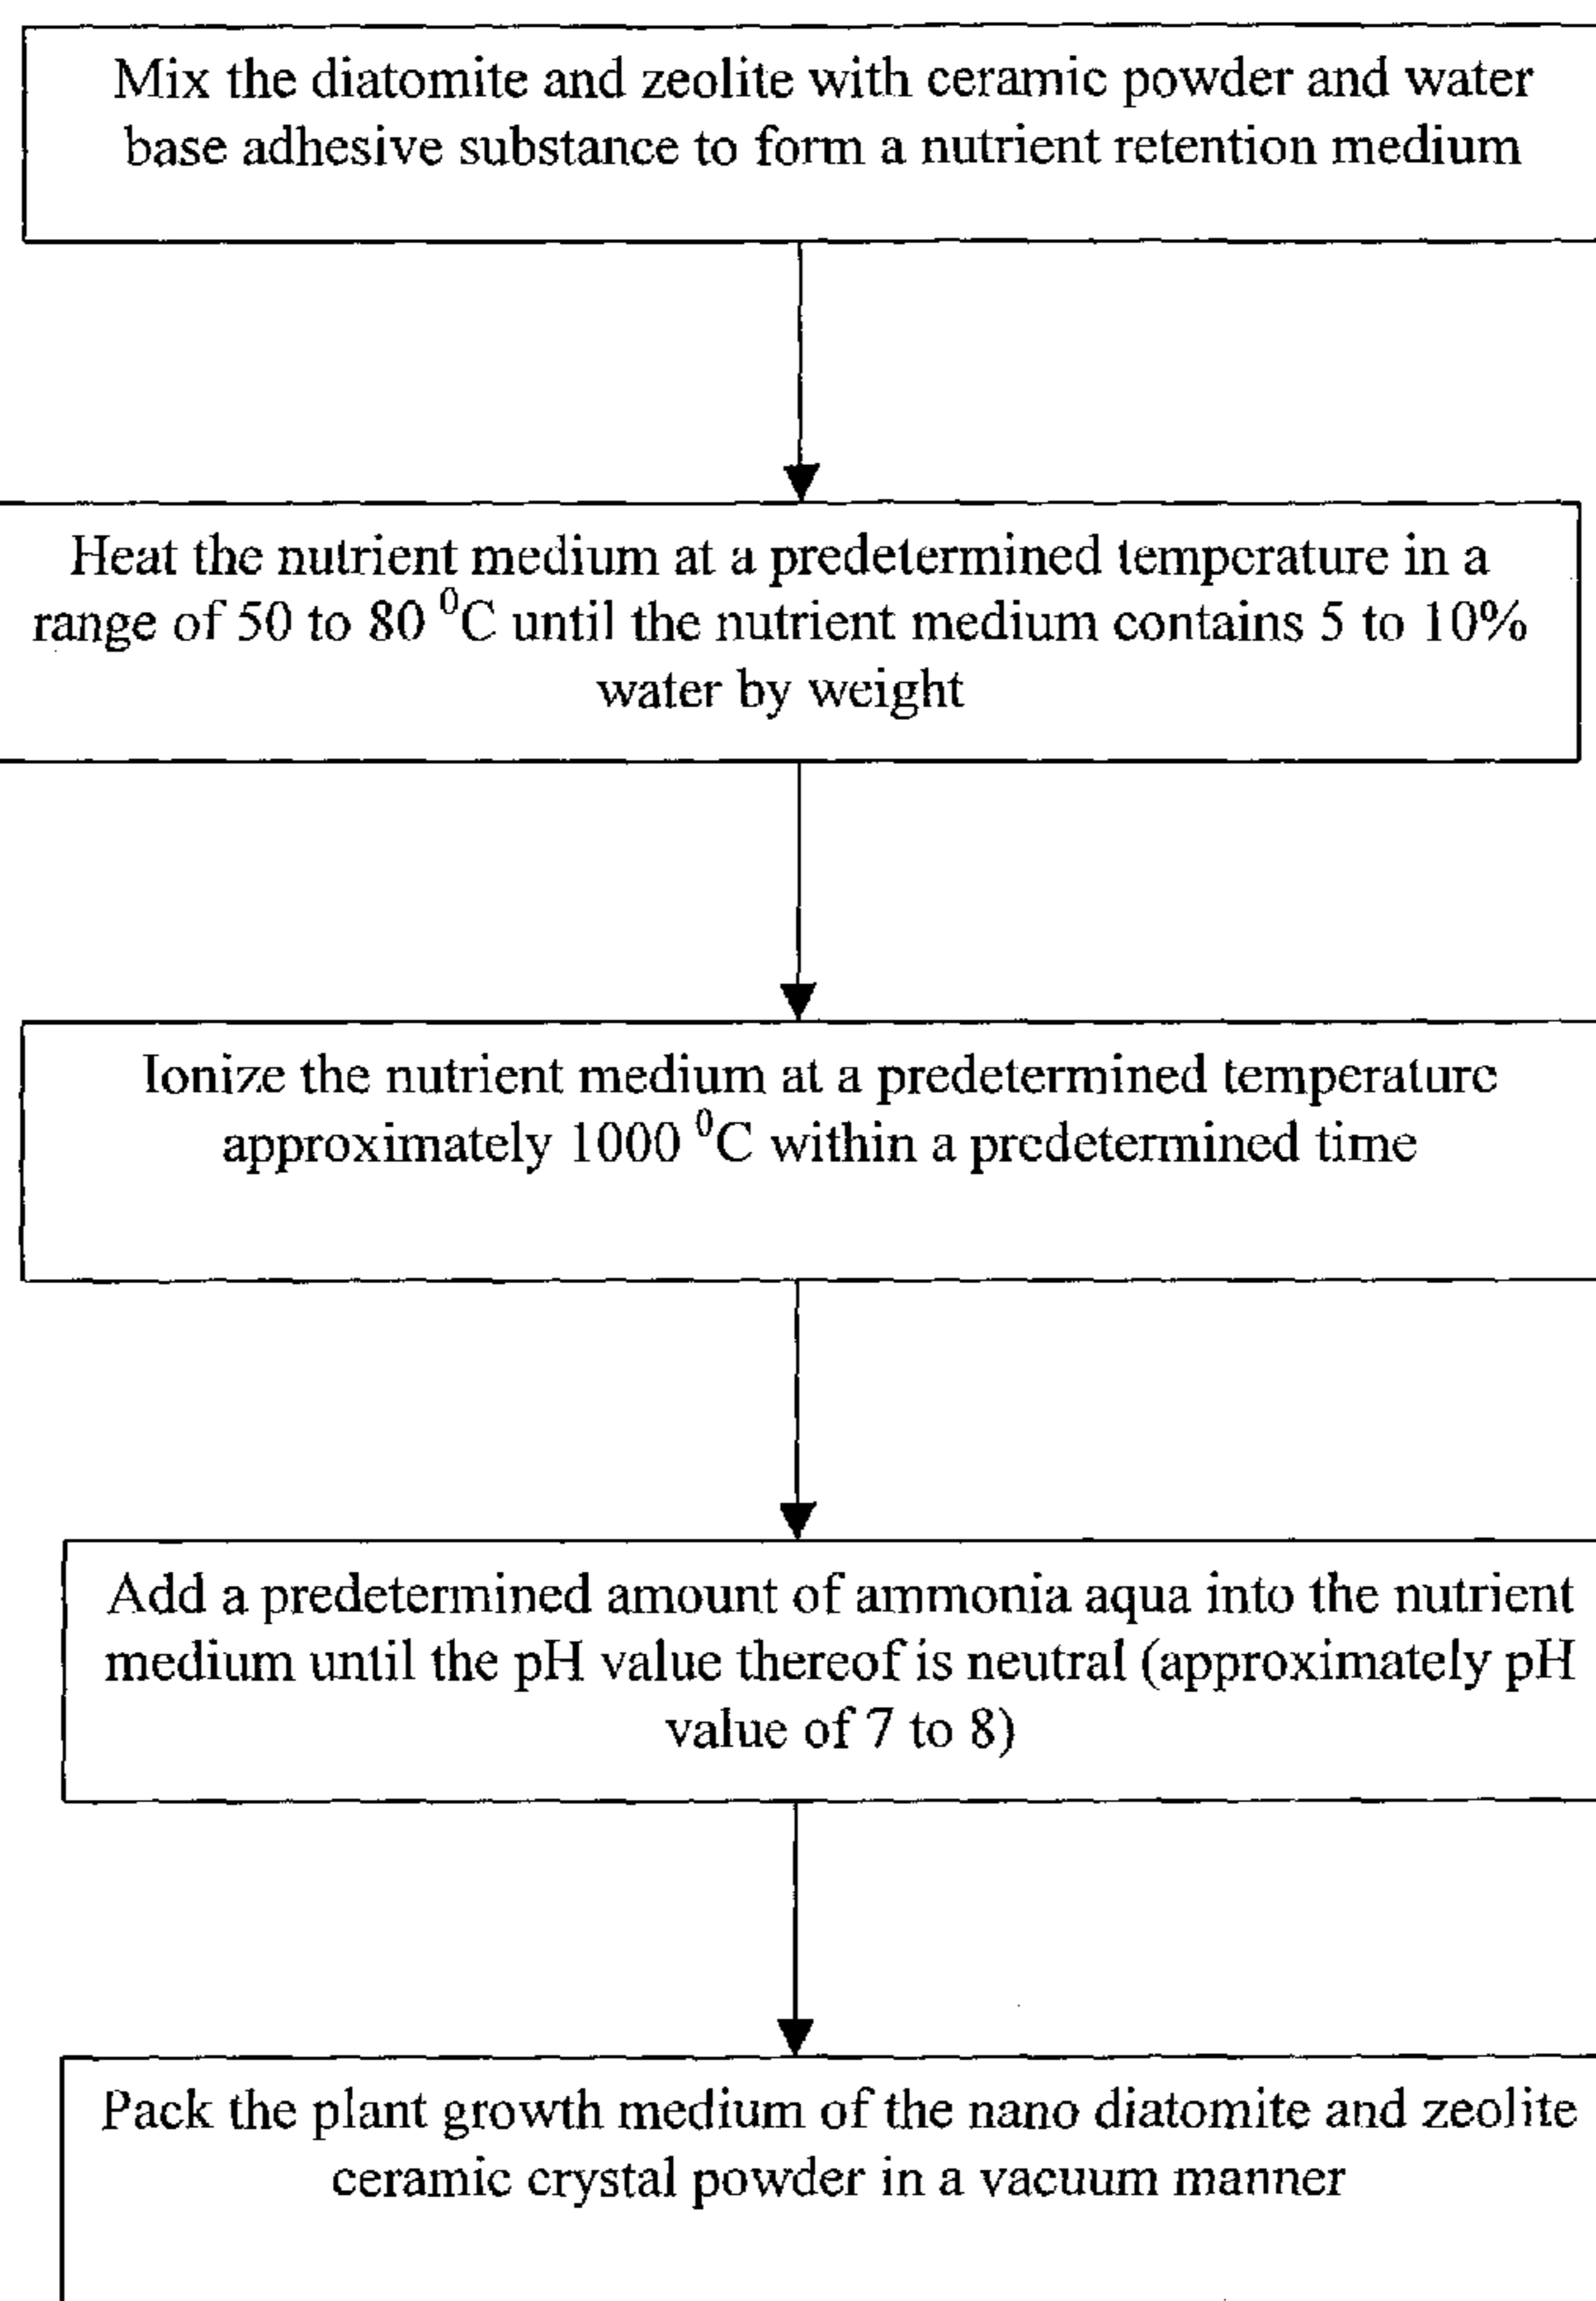 Mix the diatomite and zeolite with ceramic powder and water
base adhesive substance to form a nutrient retention medium
Heat the nutrient medium at a predetermined temperature in a
range of 50 to 80 ⁰C until the nutrient medium contains 5 to 10%
water by weight
Ionize the nutrient medium at a predetermined temperature
approximately 1000 ⁰C within a predetermined time
Add a predetermined amount of ammonia aqua into the nutrient
medium until the pH value thereof is neutral (approximately pH
value of 7 to 8)
Pack the plant growth medium of the nano diatomite and zeolite
ceramic crystal powder in a vacuum manner